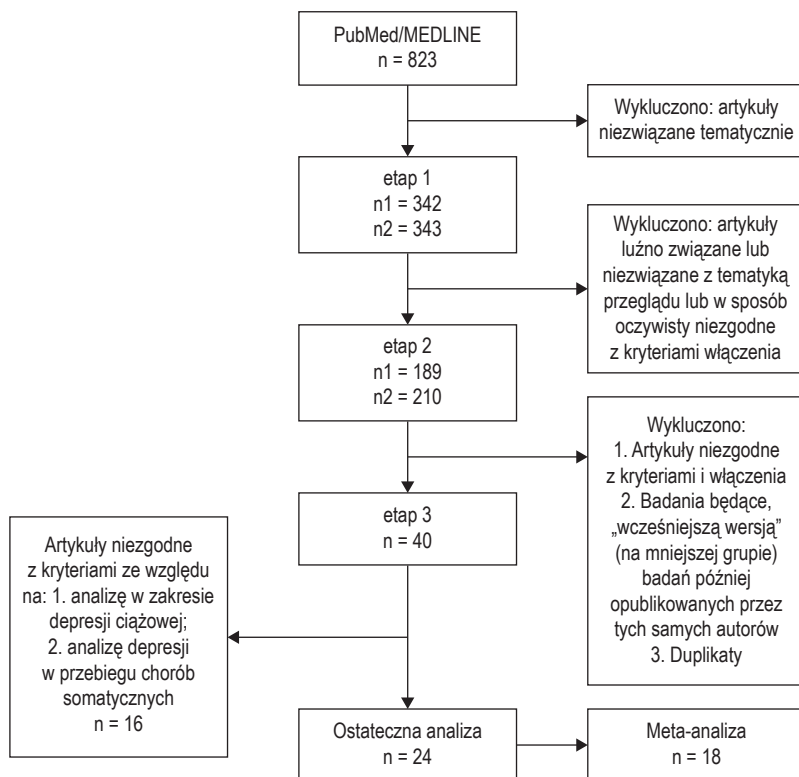 PubMed/MEDLINE
n = 823
Wykluczono: artykuły
niezwiązane tematycznie
etap 1
n1 = 342
n2 = 343
Wykluczono: artykuły
luźno związane lub
niezwiązane z tematyką
przeglądu lub w sposób
oczywisty niezgodne
z kryteriami włączenia
etap 2
n1 = 189
n2 = 210
Wykluczono:
1. Artykuły niezgodne
z kryteriami i włączenia
2. Badania będące,
„wcześniejszą wersją”
(na mniejszej grupie)
badań później
opublikowanych przez
tych samych autorów
3. Duplikaty
etap 3
n = 40
Artykuły niezgodne
z kryteriami ze względu
na: 1. analizę w zakresie
depresji ciążowej;
2. analizę depresji
w przebiegu chorób
somatycznych
n = 16
Ostateczna analiza
n = 24
Meta-analiza
n = 18